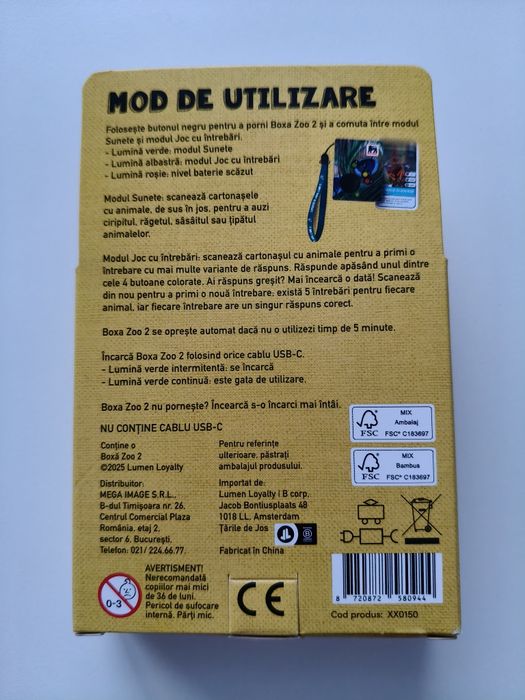 MOD DE UTILIZARE
Folosește butonul negru pentru a porni Boxa Zoo 2 și a comuta între modul
Sunete și modul Joc cu întrebări.
- Lumină verde: modul Sunete
- Lumină albastră: modul Joc cu întrebări
- Lumină roșie: nivel baterie scăzut
Modul Sunete: scanează cartonașele
cu animale, de sus în jos, pentru a auzi
ciripitul, răgetul, sâsâitul sau țipătul
animalelor.
Modul Joc cu întrebări: scanează cartonașul cu animale pentru a primi o
întrebare cu mai multe variante de răspuns. Răspunde apăsând unul dintre
cele 4 butoane colorate. Ai răspuns greșit? Mai încearcă o dată! Scanează
din nou pentru a primi o nouă întrebare: există 5 întrebări pentru fiecare
animal, iar fiecare întrebare are un singur răspuns corect.
Boxa Zoo 2 se oprește automat dacă nu o utilizezi timp de 5 minute.
Încarcă Boxa Zoo 2 folosind orice cablu USB-C.
- Lumină verde intermitentă: se încarcă
- Lumină verde continuă: este gata de utilizare.
Boxa Zoo 2 nu pornește? Încearcă s-o încarci mai întâi.
NU CONȚINE CABLU USB-C
Conține o
Boxă Zoo 2
©2025 Lumen Loyalty
Pentru referințe
ulterioare, păstrați
ambalajul produsului.
FSC
MIX
Ambalaj
FSC® C183697
FSC
MIX
Bambus
FSC® C183697
Distribuitor:
MEGA IMAGE S.R.L.,
B-dul Timișoara nr. 26,
Centrul Comercial Plaza
România, etaj 2,
sector 6, București.
Telefon: 021/ 224.66.77.
Importat de:
Lumen Loyalty I B corp.
Jacob Bontiusplaats 48
1018 LL, Amsterdam
Țările de Jos
Fabricat în China
0-3
AVERTISMENT!
Nerecomandată
copiilor mai mici
de 36 de luni.
Pericol de sufocare
internă. Părți mic.
CE
8 720872 580944
Cod produs: XX0150